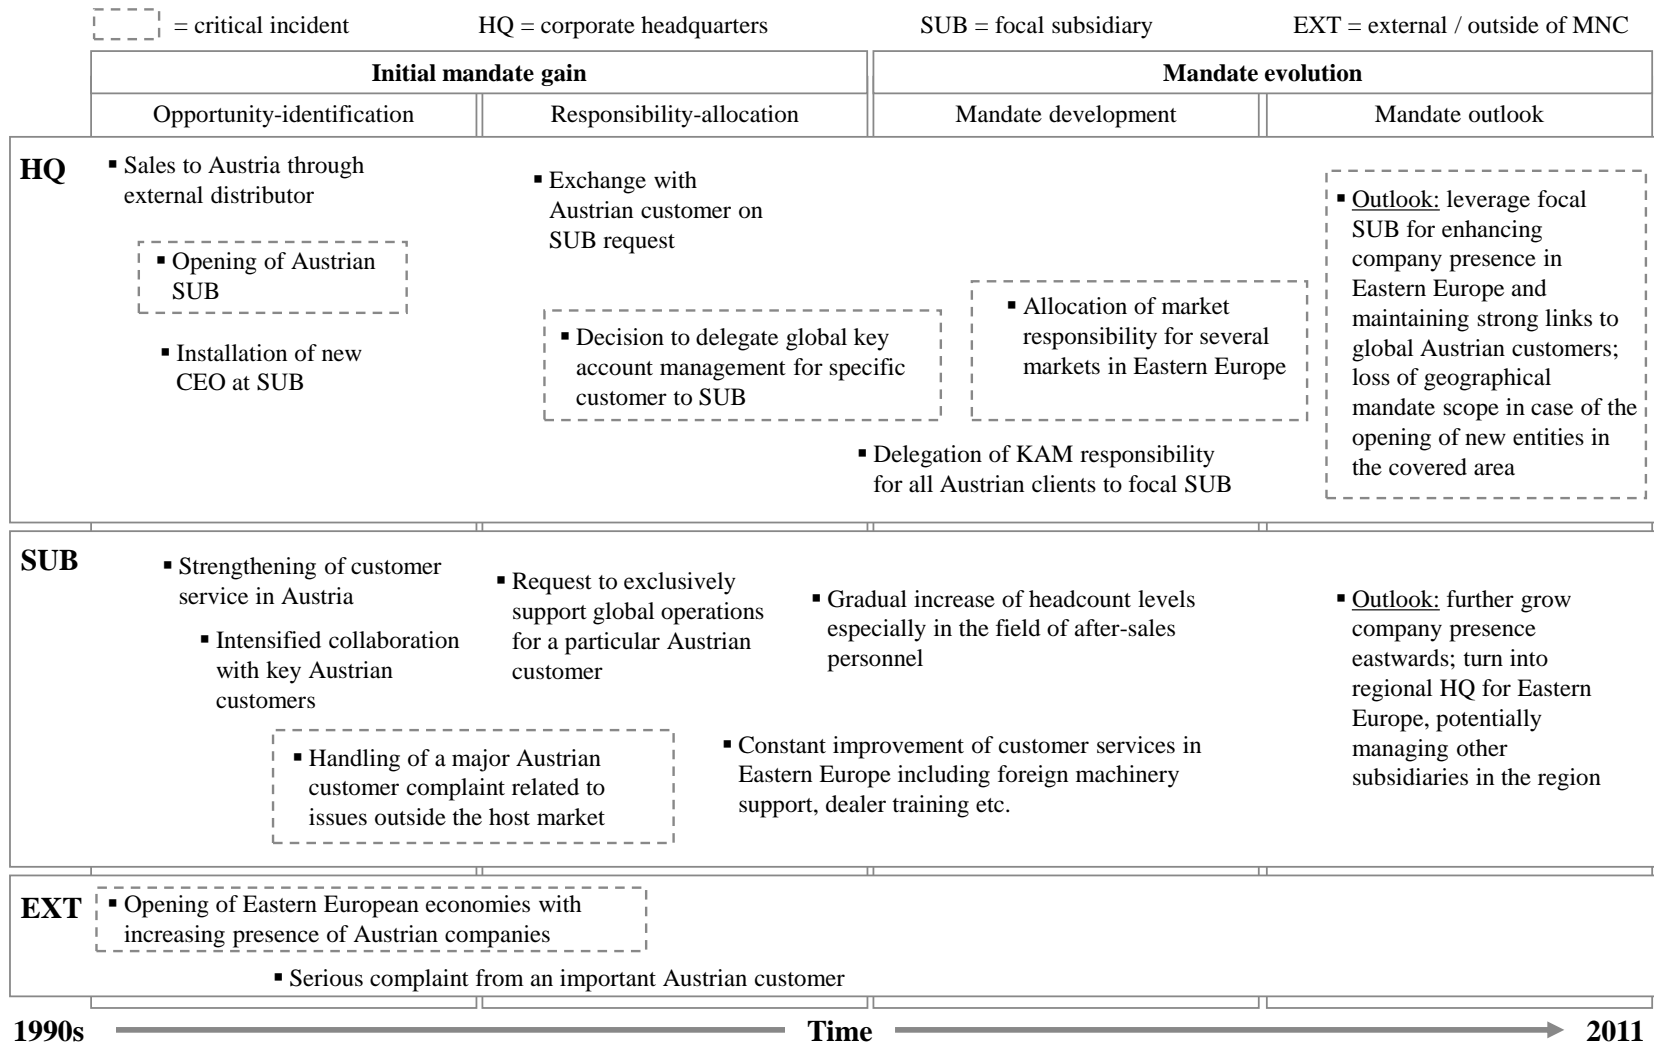 = critical incident
HQ = corporate headquarters
SUB = focal subsidiary
EXT = external / outside of MNC
Initial mandate gain
Mandate evolution
Opportunity-identification
Responsibility-allocation
Mandate development
Mandate outlook
HQ
▪ Sales to Austria through
external distributor
▪ Opening of Austrian
SUB
▪ Installation of new
CEO at SUB
▪ Exchange with
Austrian customer on
SUB request
▪ Decision to delegate global key
account management for specific
customer to SUB
▪ Allocation of market
responsibility for several
markets in Eastern Europe
▪ Delegation of KAM responsibility
for all Austrian clients to focal SUB
▪ Outlook: leverage focal
SUB for enhancing
company presence in
Eastern Europe and
maintaining strong links to
global Austrian customers;
loss of geographical
mandate scope in case of the
opening of new entities in
the covered area
SUB
▪ Strengthening of customer
service in Austria
▪ Intensified collaboration
with key Austrian
customers
▪ Handling of a major Austrian
customer complaint related to
issues outside the host market
▪ Request to exclusively
support global operations
for a particular Austrian
customer
▪ Gradual increase of headcount levels
especially in the field of after-sales
personnel
▪ Constant improvement of customer services in
Eastern Europe including foreign machinery
support, dealer training etc.
▪ Outlook: further grow
company presence
eastwards; turn into
regional HQ for Eastern
Europe, potentially
managing other
subsidiaries in the region
EXT
▪ Opening of Eastern European economies with
increasing presence of Austrian companies
▪ Serious complaint from an important Austrian customer
1990s
Time
2011